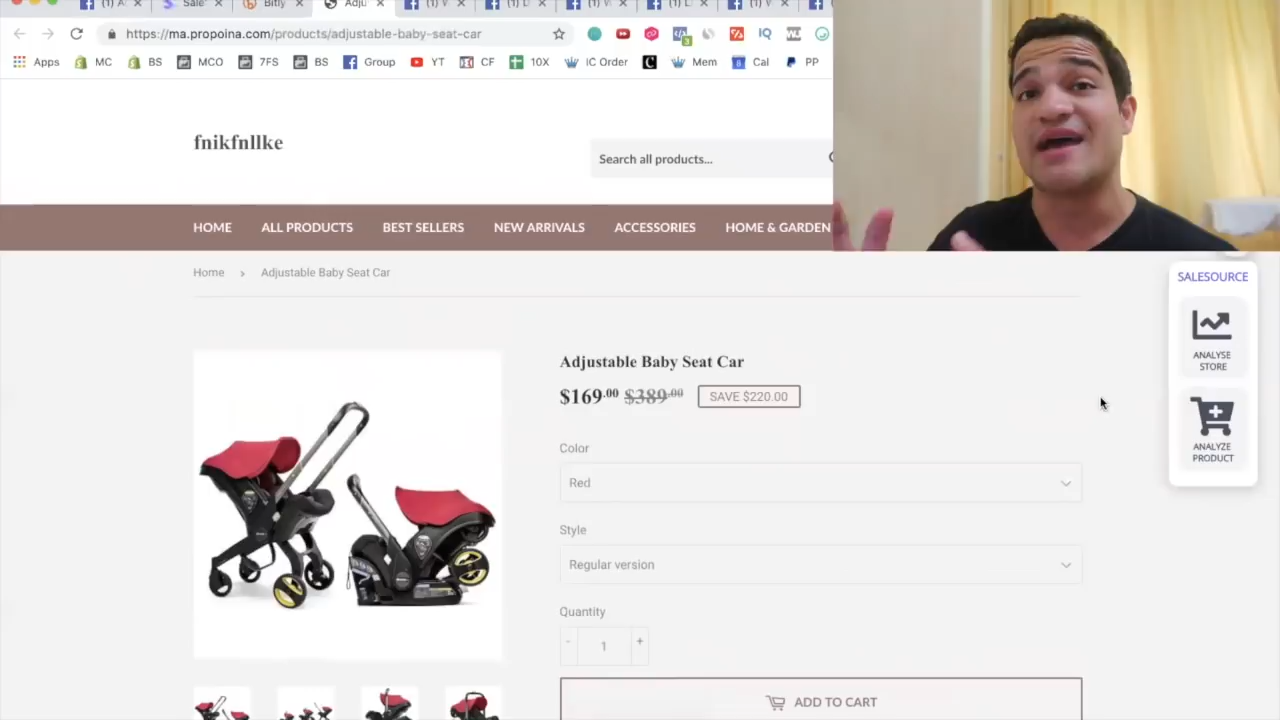 Sale
Bitly
Adju
https://ma.propoina.com/products/adjustable-baby-seat-car
Apps MC BS MCO 7FS BS Group YT CF 10X IC Order Mem Cal PP
fnikfnllke
Search all products...
HOME ALL PRODUCTS BEST SELLERS NEW ARRIVALS ACCESSORIES HOME & GARDEN
Home › Adjustable Baby Seat Car
SALESOURCE
ANALYSE
STORE
ANALYZE
PRODUCT
Adjustable Baby Seat Car
$169.00 $389.00 SAVE $220.00
Color
Red
Style
Regular version
Quantity
- 1 +
ADD TO CART